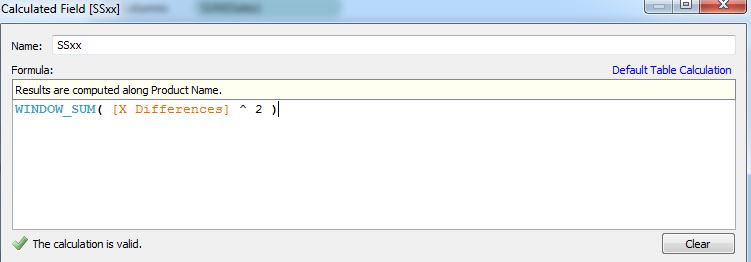 Calculated Field [SSxx]
Name: SSxx
Formula: Default Table Calculation
Results are computed along Product Name.
WINDOW_SUM( [X Differences] ^ 2 )
The calculation is valid. Clear